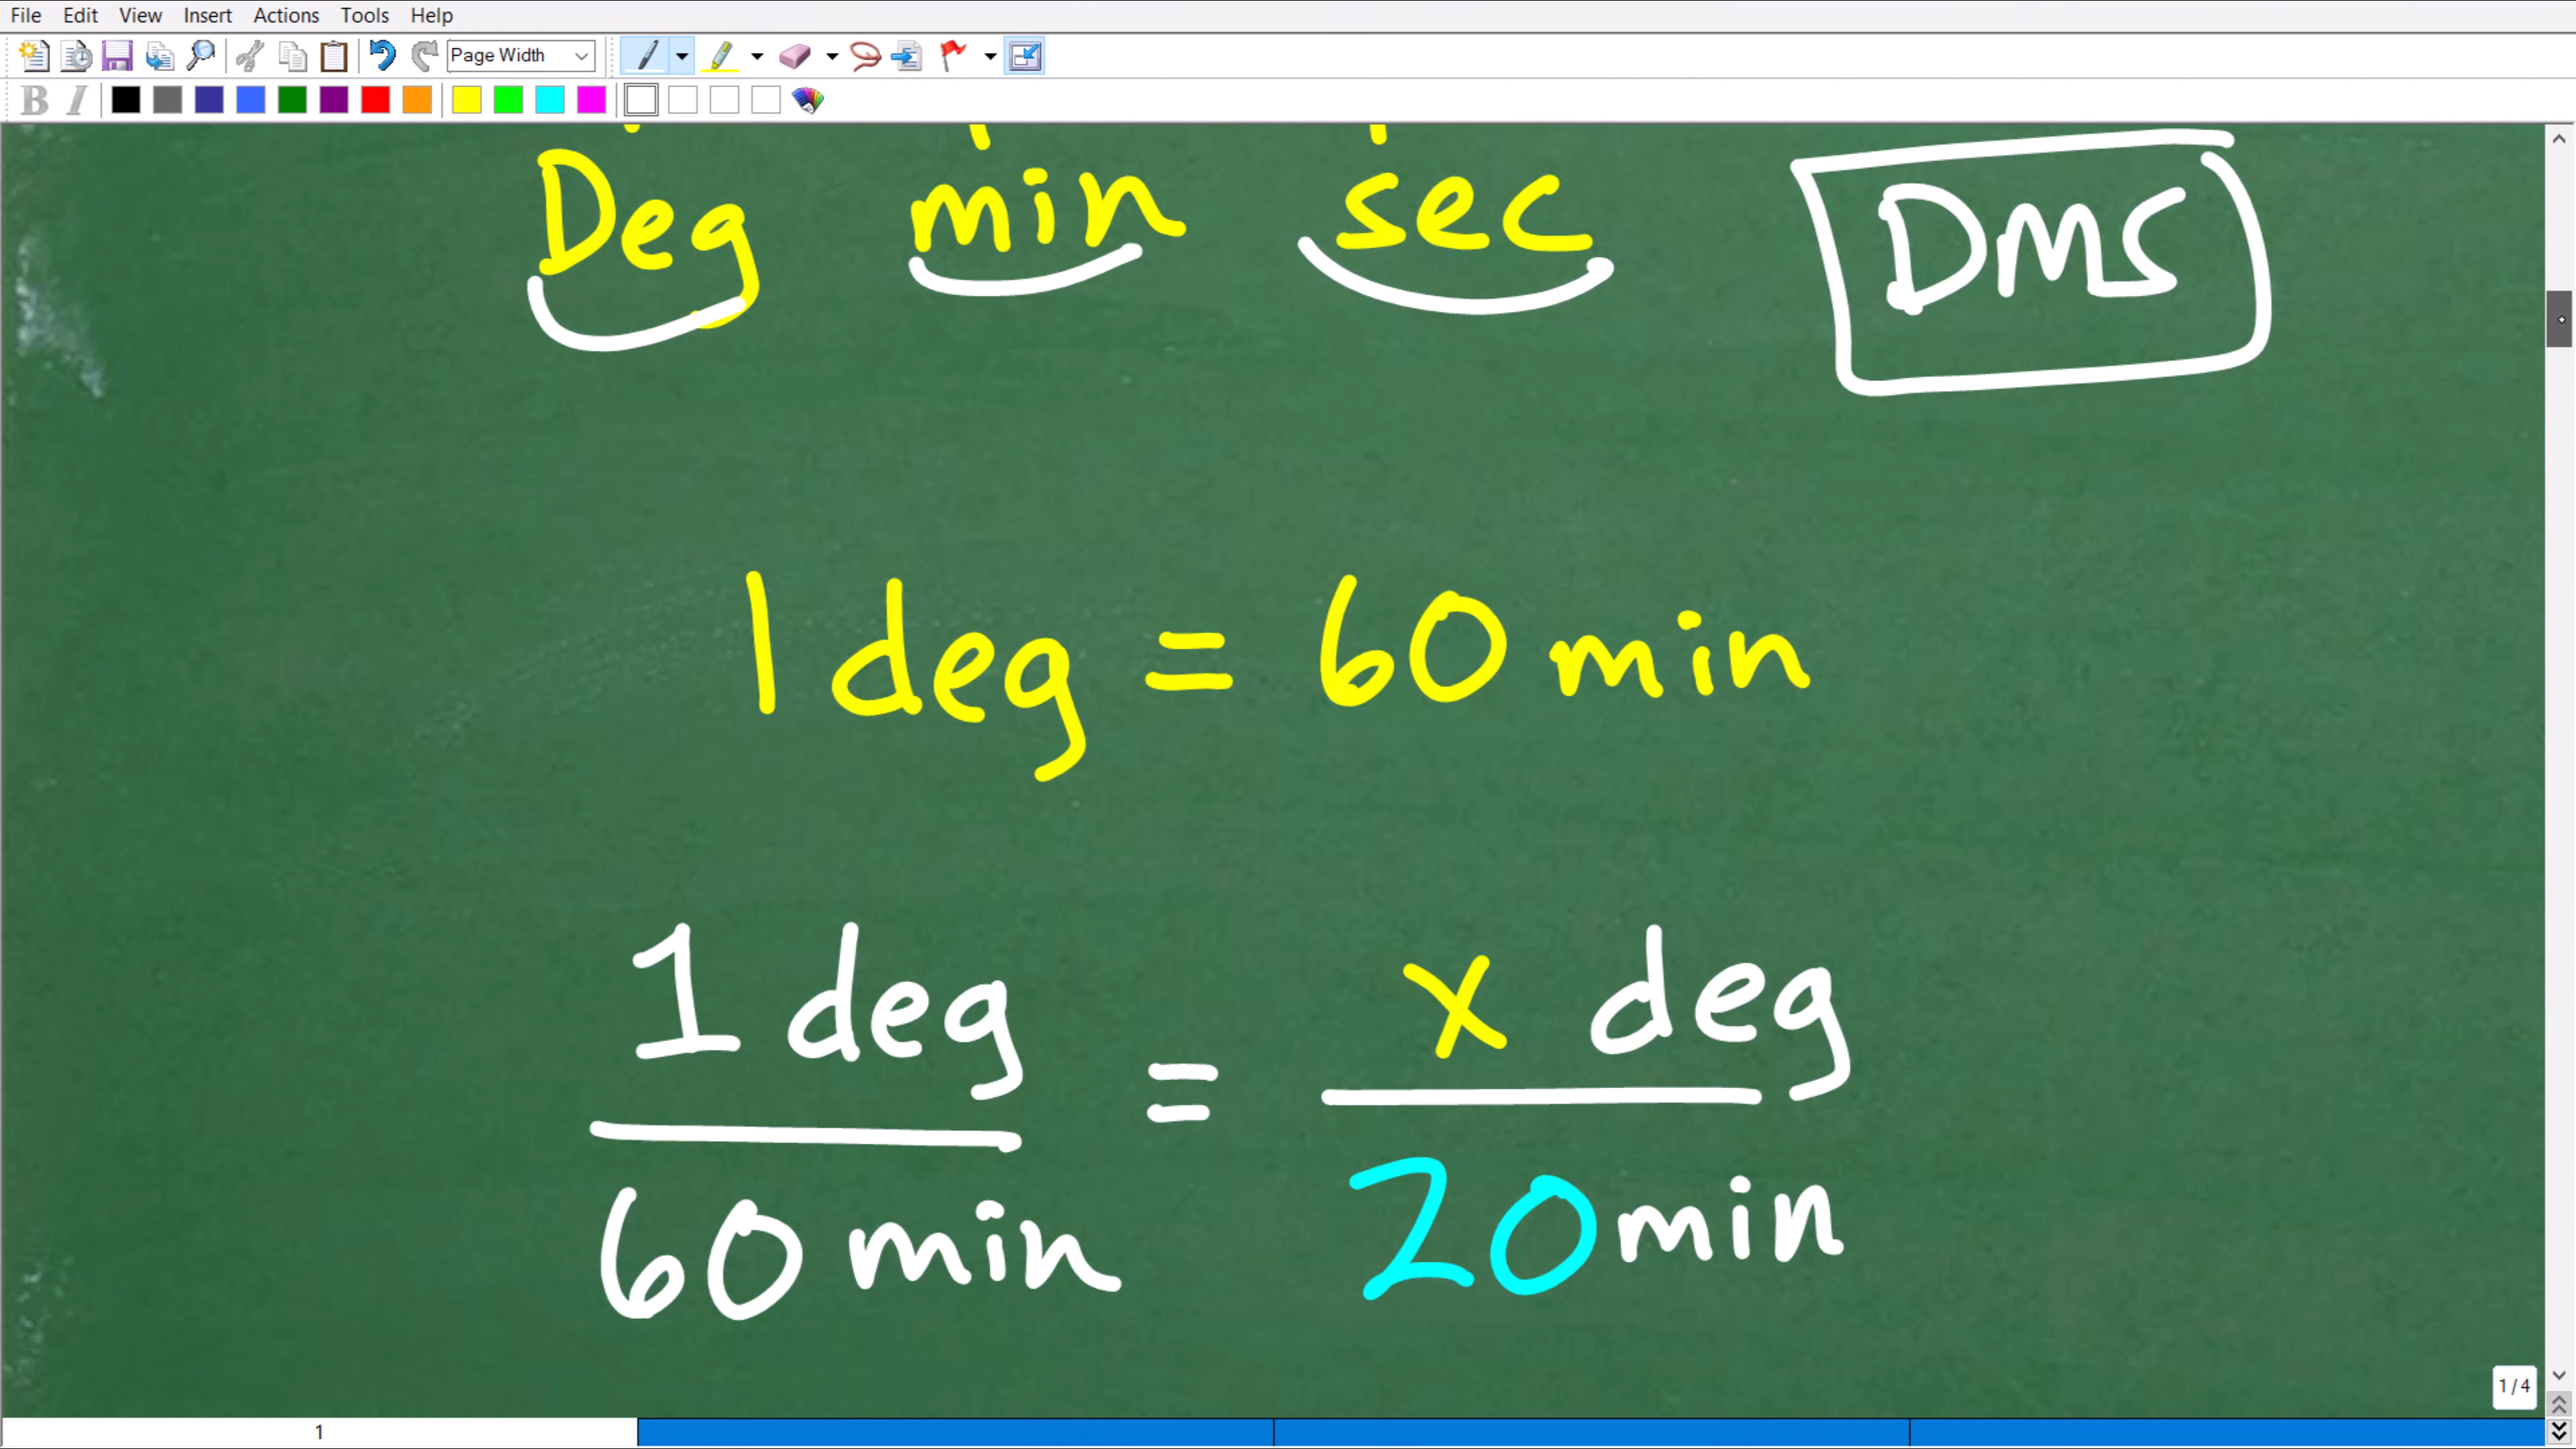 File Edit View Insert Actions Tools Help
Page Width
B I
Deg min sec DMS
1 deg = 60 min
1 deg = x deg
60 min 20 min
1 / 4
1